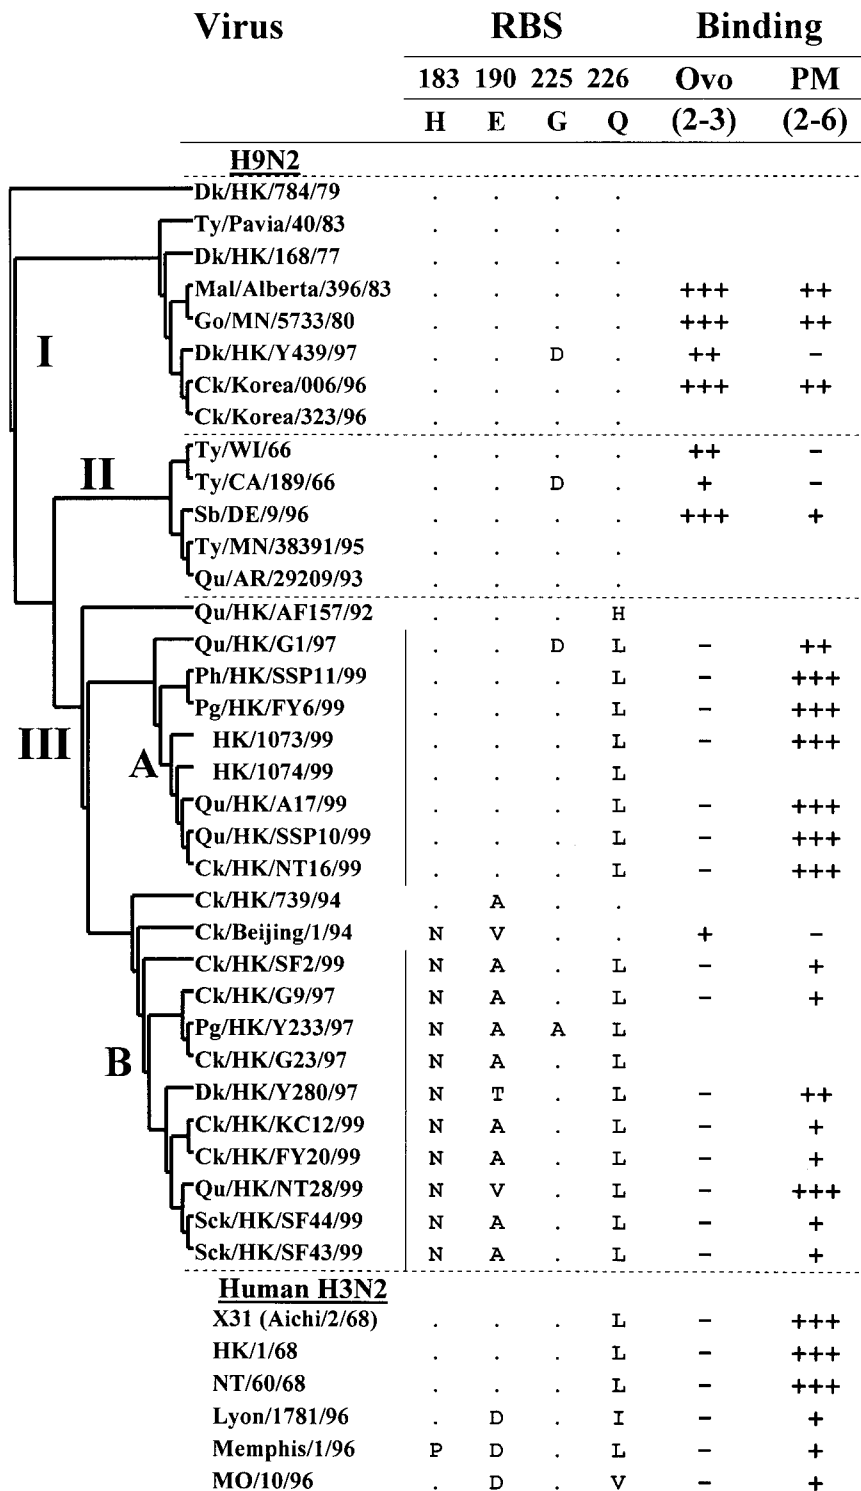 Virus RBS Binding
183 190 225 226 Ovo PM
H E G Q (2-3) (2-6)
H9N2
Dk/HK/784/79 . . . .
Ty/Pavia/40/83 . . . .
Dk/HK/168/77 . . . .
Mal/Alberta/396/83 . . . . +++ ++
Go/MN/5733/80 . . . . +++ ++
I
Dk/HK/Y439/97 . . D . ++ –
Ck/Korea/006/96 . . . . +++ ++
Ck/Korea/323/96 . . . .
Ty/WI/66 . . . . ++ –
II
Ty/CA/189/66 . . D . + –
Sb/DE/9/96 . . . . +++ +
Ty/MN/38391/95 . . . .
Qu/AR/29209/93 . . . .
Qu/HK/AF157/92 . . . H
Qu/HK/G1/97 . . D L – ++
Ph/HK/SSP11/99 . . . L – +++
Pg/HK/FY6/99 . . . L – +++
III
HK/1073/99 . . . L – +++
A
HK/1074/99 . . . L
Qu/HK/A17/99 . . . L – +++
Qu/HK/SSP10/99 . . . L – +++
Ck/HK/NT16/99 . . . L – +++
Ck/HK/739/94 . A . .
Ck/Beijing/1/94 N V . . + –
Ck/HK/SF2/99 N A . L – +
Ck/HK/G9/97 N A . L – +
Pg/HK/Y233/97 N A A L
B
Ck/HK/G23/97 N A . L
Dk/HK/Y280/97 N T . L – ++
Ck/HK/KC12/99 N A . L – +
Ck/HK/FY20/99 N A . L – +
Qu/HK/NT28/99 N V . L – +++
Sck/HK/SF44/99 N A . L – +
Sck/HK/SF43/99 N A . L – +
Human H3N2
X31 (Aichi/2/68) . . . L – +++
HK/1/68 . . . L – +++
NT/60/68 . . . L – +++
Lyon/1781/96 . D . I – +
Memphis/1/96 P D . L – +
MO/10/96 . D . V – +